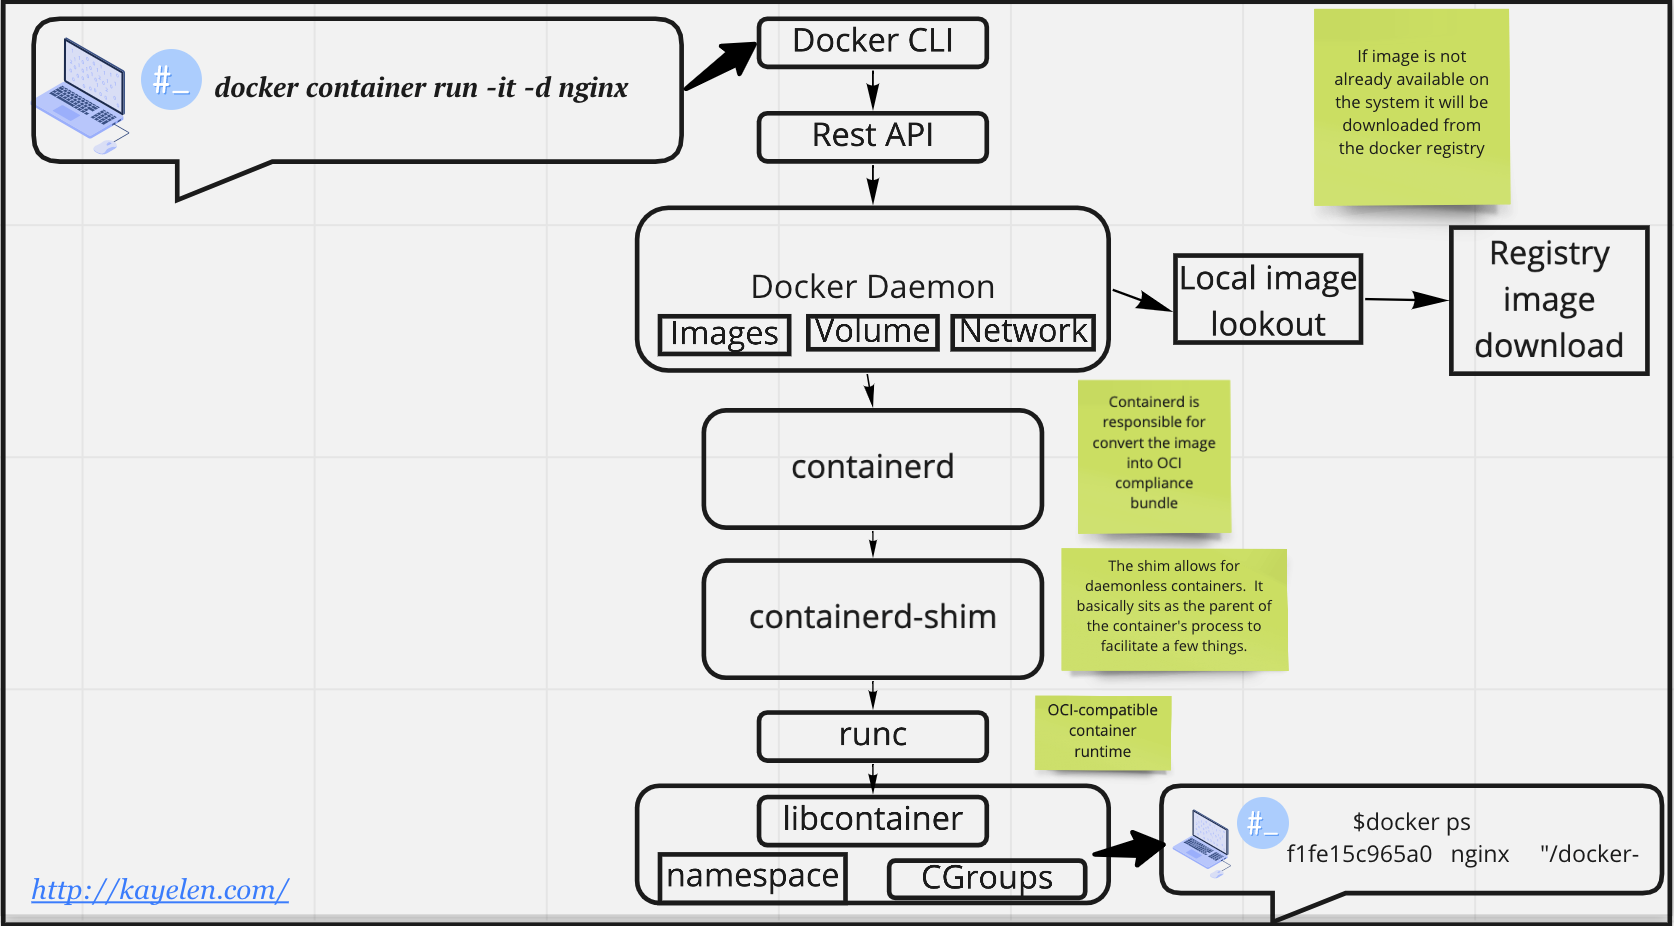 #_
docker container run -it -d nginx
Docker CLI
Rest API
If image is not
already available on
the system it will be
downloaded from
the docker registry
Docker Daemon
Images
Volume
Network
Local image
lookout
Registry
image
download
containerd
Containerd is
responsible for
convert the image
into OCI
compliance
bundle
containerd-shim
The shim allows for
daemonless containers. It
basically sits as the parent of
the container's process to
facilitate a few things.
runc
OCI-compatible
container
runtime
libcontainer
namespace
CGroups
#_
$docker ps
f1fe15c965a0 nginx "/docker-
http://kayelen.com/